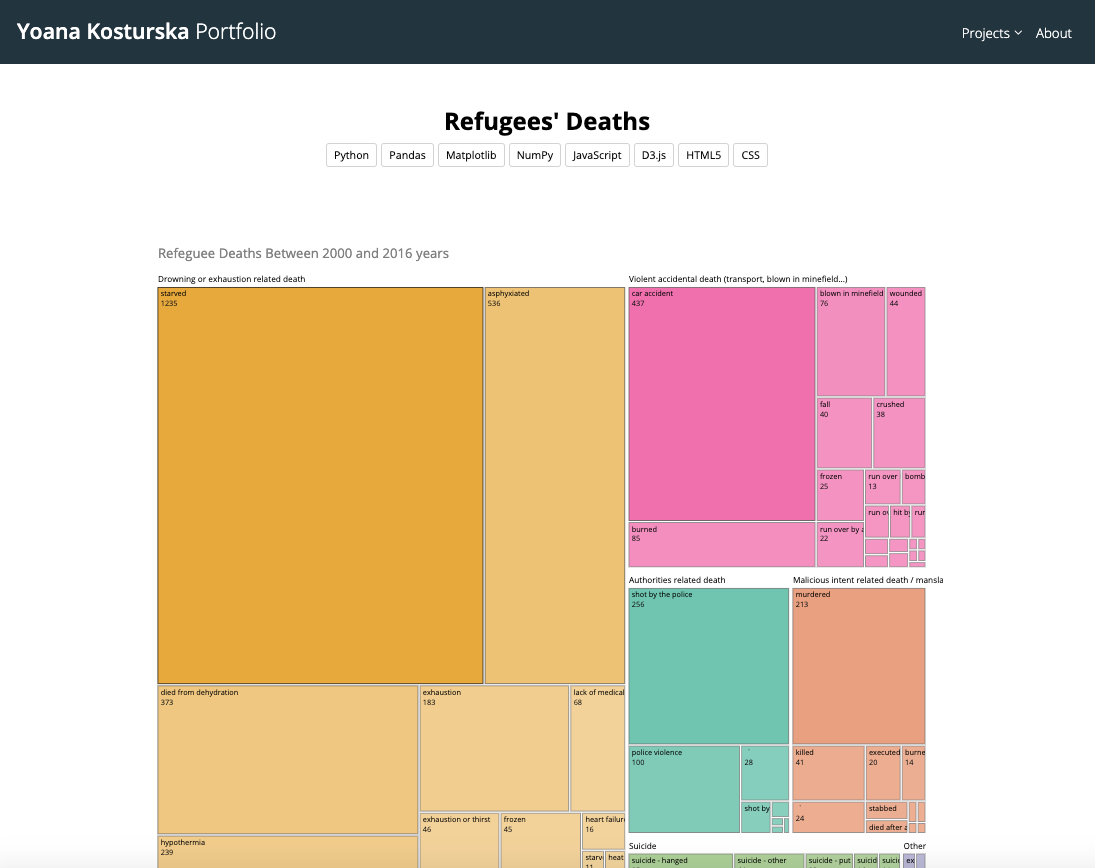 Yoana Kosturska Portfolio
Projects
About
Refugees' Deaths
Python
Pandas
Matplotlib
NumPy
JavaScript
D3.js
HTML5
CSS
Refeguee Deaths Between 2000 and 2016 years
Drowning or exhaustion related death
starved
1235
asphyxiated
536
died from dehydration
373
exhaustion
183
lack of medical
68
exhaustion or thirst
46
frozen
45
heart failure
16
starv
11
heat
hypothermia
239
Violent accidental death (transport, blown in minefield...)
car accident
437
blown in minefield
76
wounded
44
fall
40
crushed
38
frozen
25
run over
13
bomb
run ov
hit by
run
burned
85
run over by a
22
Authorities related death
shot by the police
256
police violence
100
28
shot by
Malicious intent related death / mansla
murdered
213
killed
41
executed
20
burne
14
24
stabbed
died after a
Suicide
suicide - hanged
suicide - other
suicide - put
suicid
suici
Other
ex